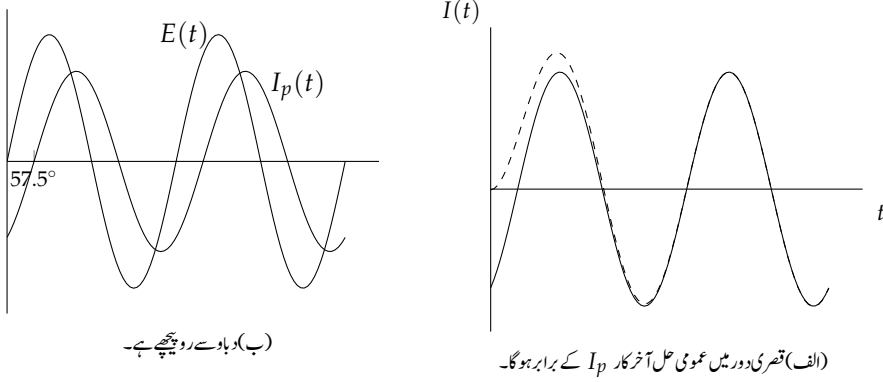 I(t)
E(t)
I_p(t)
57.5°
t
(الف) قصری دور میں عمومی حل آخر کار I_p کے برابر ہو گا۔
(ب) دباو سے رو پیچھے ہے۔